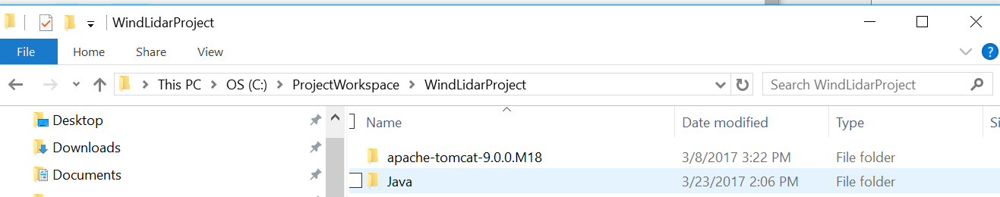 WindLidarProject
File Home Share View
This PC OS (C:) ProjectWorkspace WindLidarProject Search WindLidarProject
Name Date modified Type Si
Desktop
Downloads
Documents
apache-tomcat-9.0.0.M18 3/8/2017 3:22 PM File folder
Java 3/23/2017 2:06 PM File folder